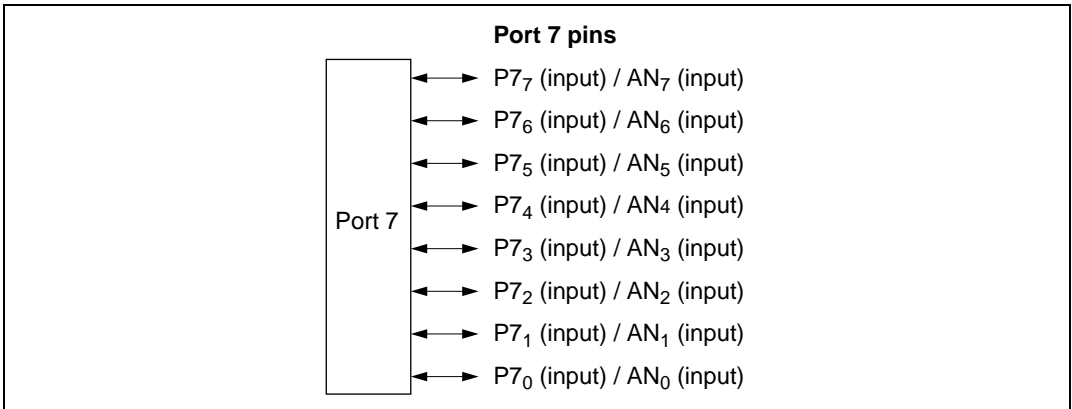 Port 7 pins
P7₇ (input) / AN₇ (input)
P7₆ (input) / AN₆ (input)
P7₅ (input) / AN₅ (input)
P7₄ (input) / AN4 (input)
Port 7
P7₃ (input) / AN₃ (input)
P7₂ (input) / AN₂ (input)
P7₁ (input) / AN₁ (input)
P7₀ (input) / AN₀ (input)